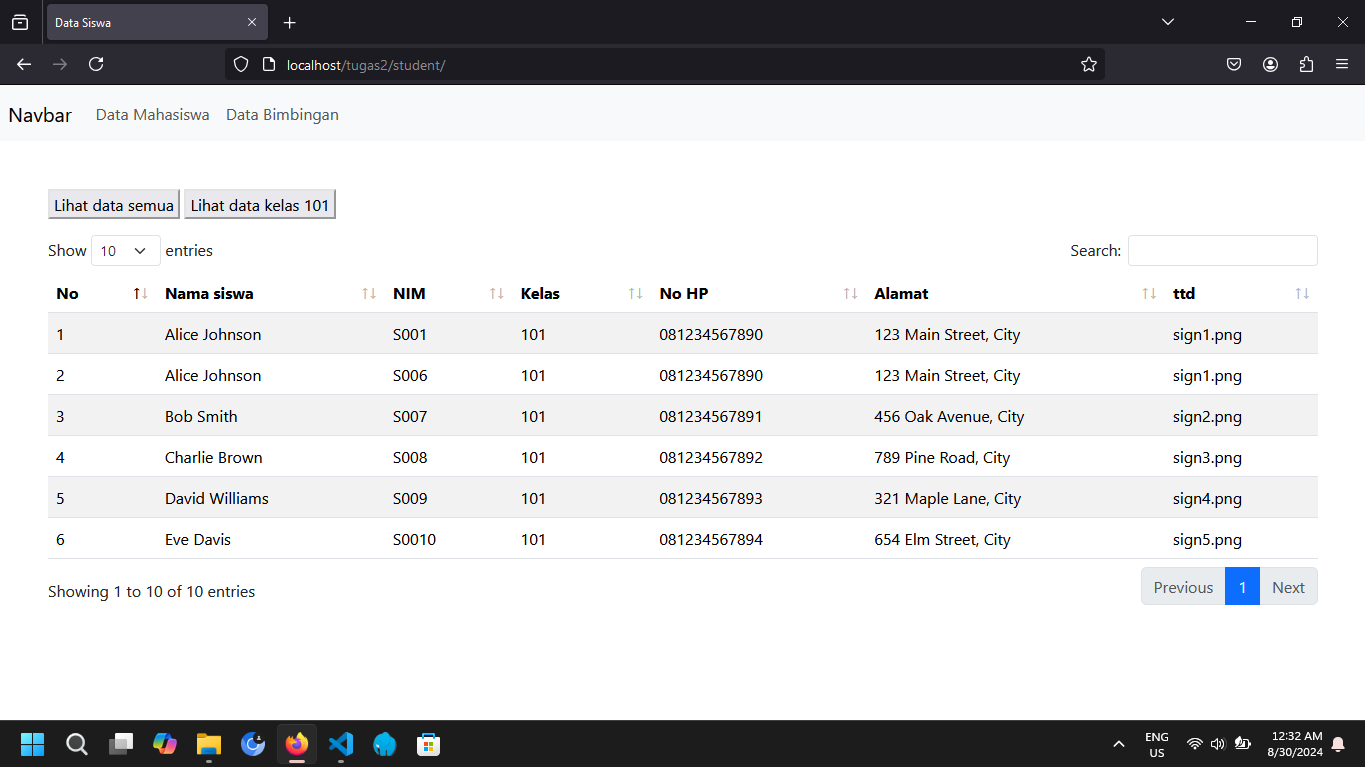 Data Siswa
localhost/tugas2/student/
Navbar Data Mahasiswa Data Bimbingan
Lihat data semua Lihat data kelas 101
Show 10 entries Search:
No Nama siswa NIM Kelas No HP Alamat ttd
1 Alice Johnson S001 101 081234567890 123 Main Street, City sign1.png
2 Alice Johnson S006 101 081234567890 123 Main Street, City sign1.png
3 Bob Smith S007 101 081234567891 456 Oak Avenue, City sign2.png
4 Charlie Brown S008 101 081234567892 789 Pine Road, City sign3.png
5 David Williams S009 101 081234567893 321 Maple Lane, City sign4.png
6 Eve Davis S0010 101 081234567894 654 Elm Street, City sign5.png
Showing 1 to 10 of 10 entries Previous 1 Next
ENG 12:32 AM
US 8/30/2024